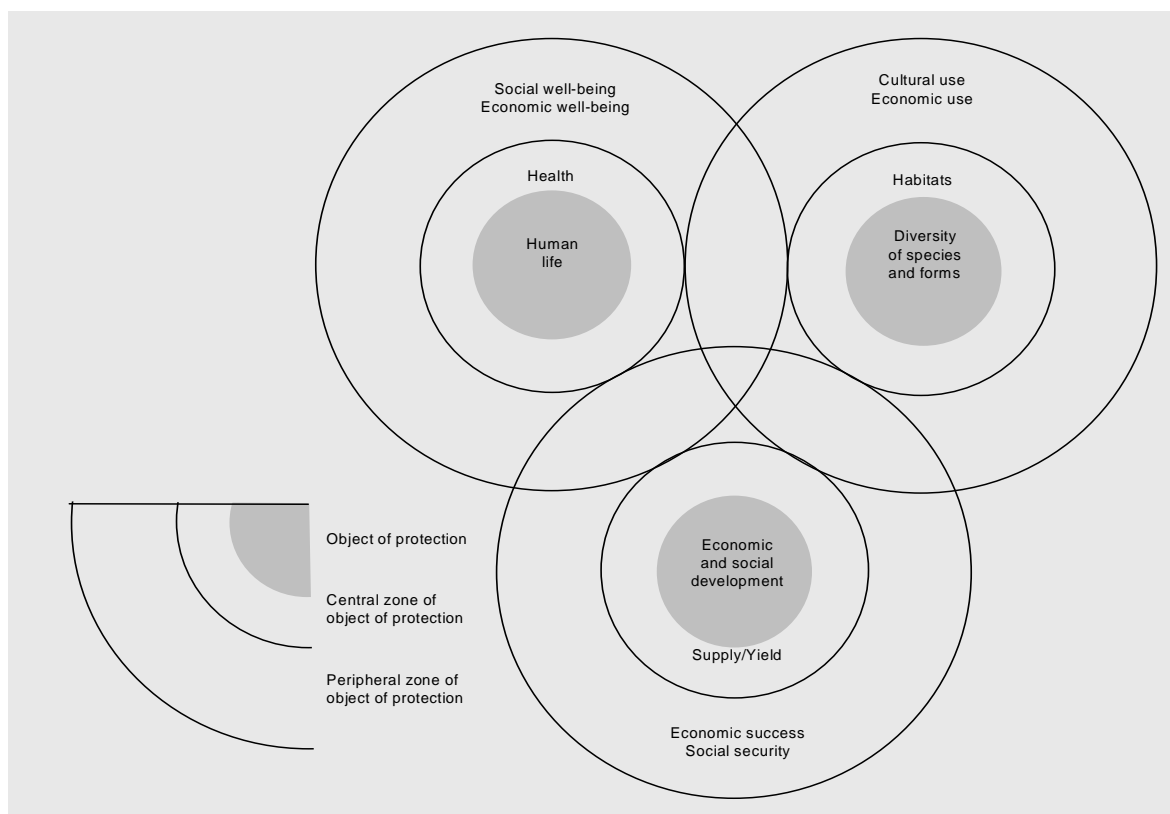 Social well-being
Economic well-being
Cultural use
Economic use
Health
Habitats
Human
life
Diversity
of species
and forms
Economic
and social
development
Supply/Yield
Economic success
Social security
Object of protection
Central zone of
object of protection
Peripheral zone of
object of protection